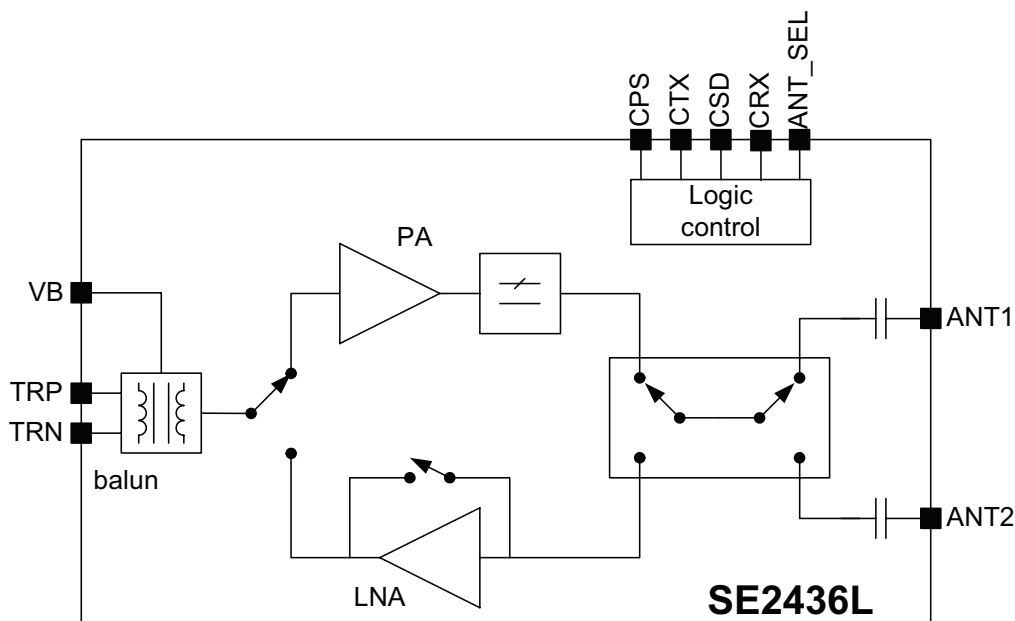 CPS
CTX
CSD
CRX
ANT_SEL
Logic
control
PA
VB
ANT1
TRP
TRN
balun
ANT2
LNA
SE2436L